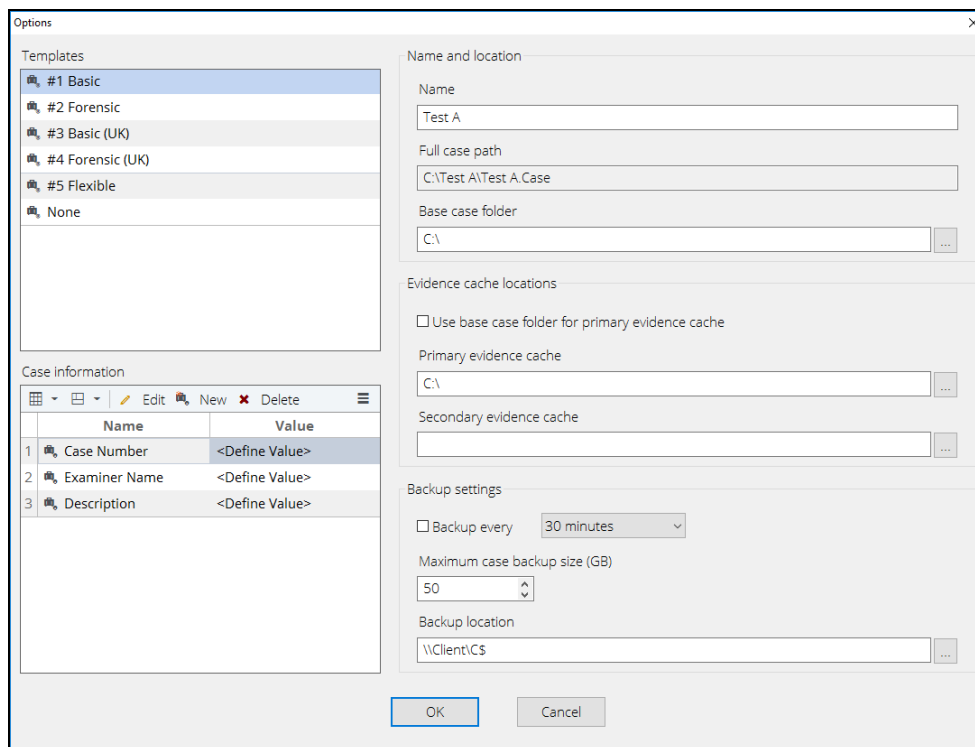 Options
Templates
#1 Basic
#2 Forensic
#3 Basic (UK)
#4 Forensic (UK)
#5 Flexible
None
Case information
Edit New Delete
Name Value
1 Case Number <Define Value>
2 Examiner Name <Define Value>
3 Description <Define Value>
Name and location
Name
Test A
Full case path
C:\Test A\Test A.Case
Base case folder
C:\
...
Evidence cache locations
Use base case folder for primary evidence cache
Primary evidence cache
C:\
...
Secondary evidence cache
...
Backup settings
Backup every 30 minutes
Maximum case backup size (GB)
50
Backup location
\\Client\C$
...
OK Cancel